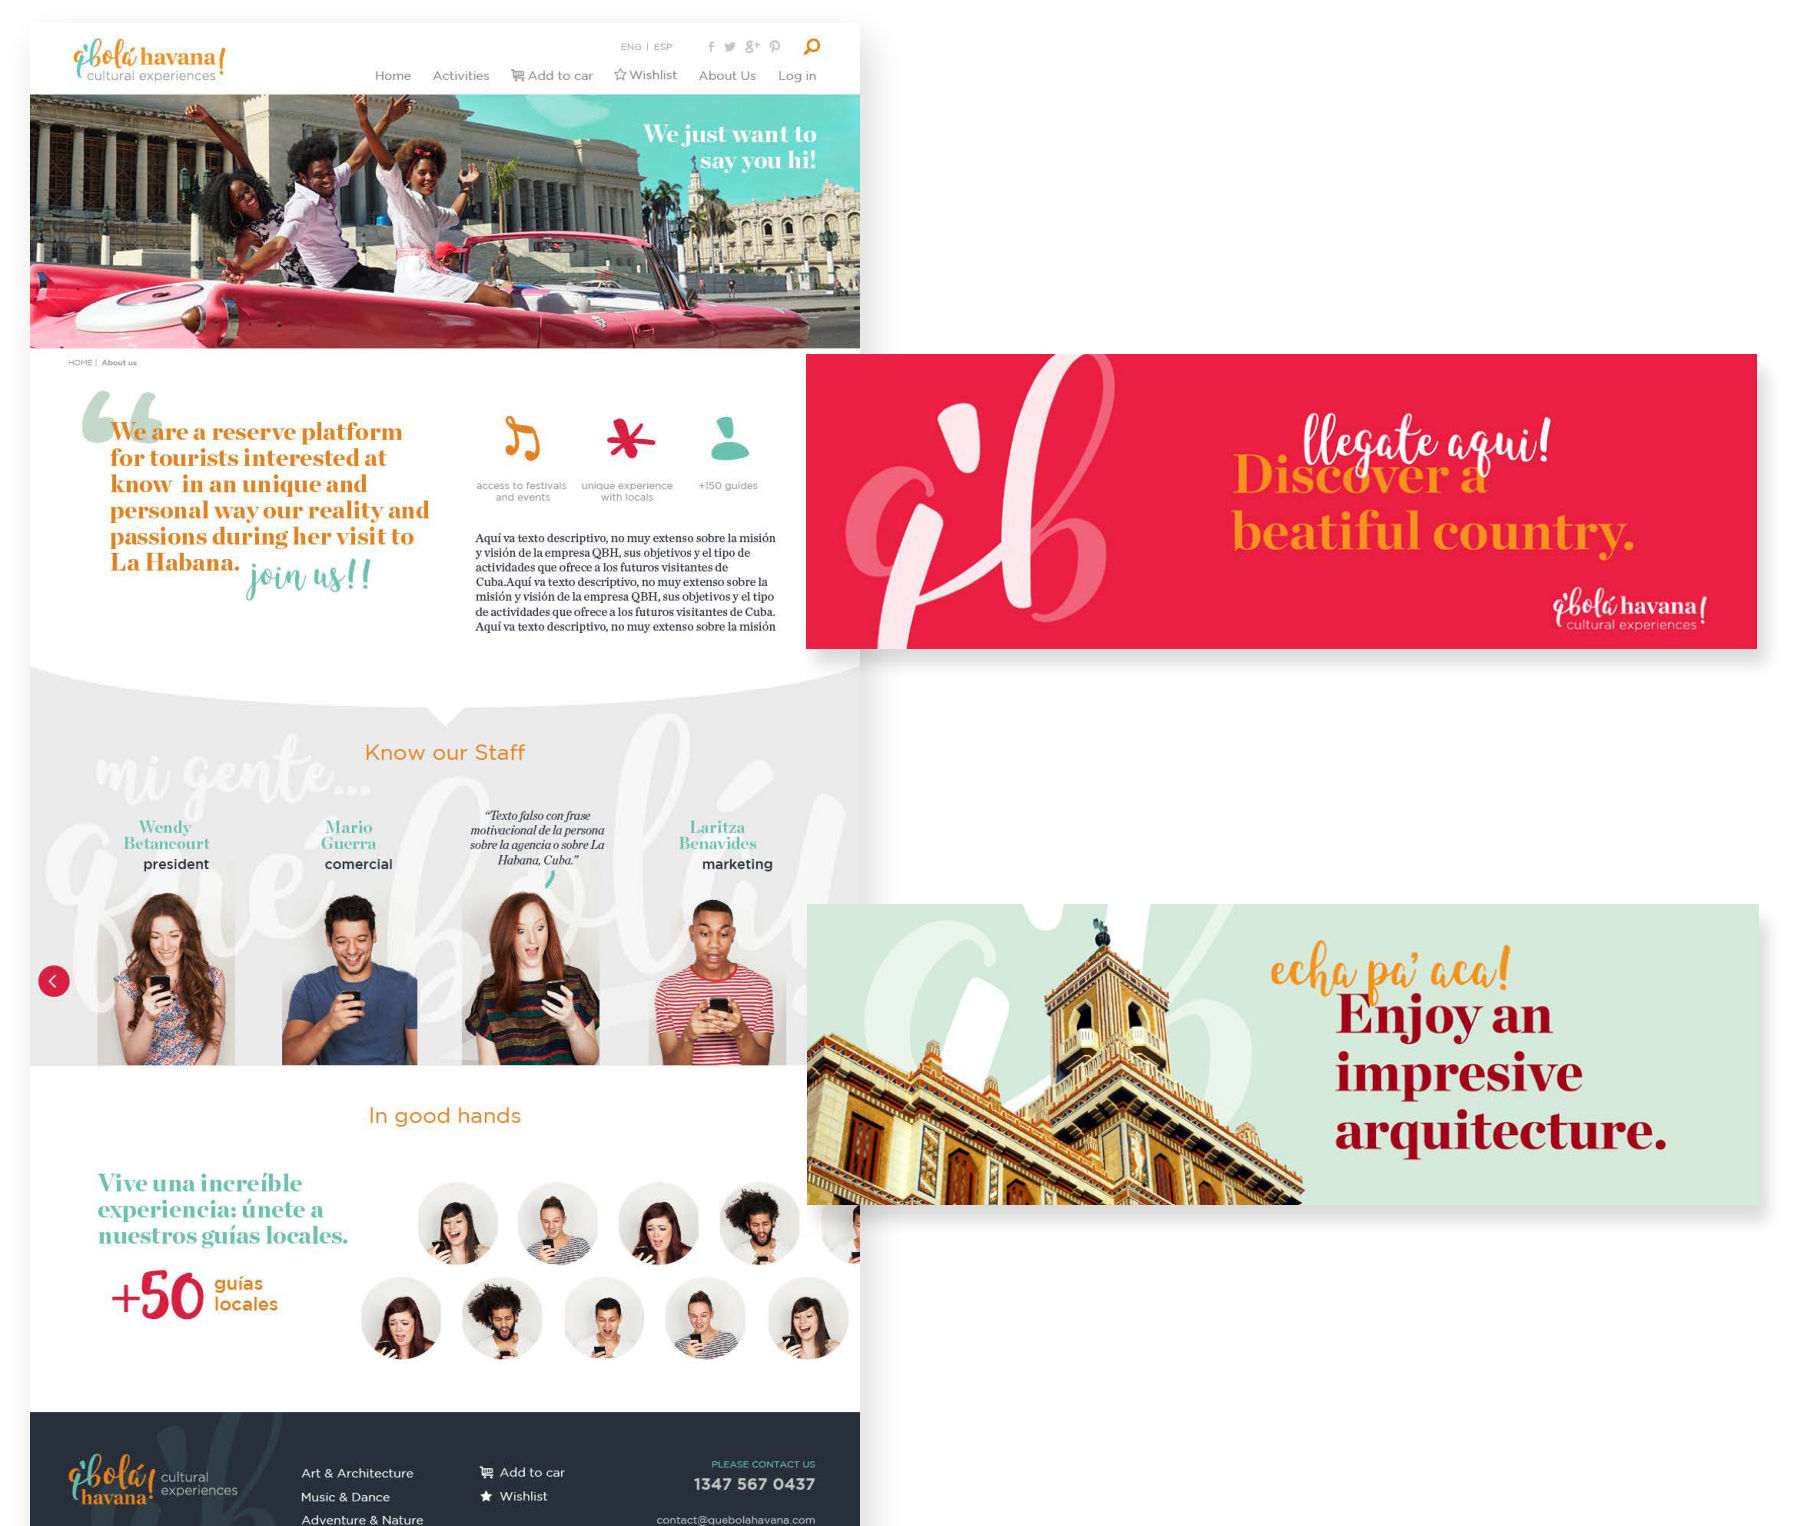 q'bolá havana!
cultural experiences
ENG | ESP
Home Activities Add to car Wishlist About Us Log in
We just want to
say you hi!
HOME | About us
“
We are a reserve platform
for tourists interested at
know in an unique and
personal way our reality and
passions during her visit to
La Habana.
join us!!
access to festivals
and events
unique experience
with locals
+150 guides
Aquí va texto descriptivo, no muy extenso sobre la misión
y visión de la empresa QBH, sus objetivos y el tipo de
actividades que ofrece a los futuros visitantes de
Cuba.Aquí va texto descriptivo, no muy extenso sobre la
misión y visión de la empresa QBH, sus objetivos y el tipo
de actividades que ofrece a los futuros visitantes de Cuba.
Aquí va texto descriptivo, no muy extenso sobre la misión
q'b
llegate aqui!
Discover a
beatiful country.
q'bolá havana!
cultural experiences
Know our Staff
mi gente...
qué bolá!
Wendy
Betancourt
president
Mario
Guerra
comercial
“Texto falso con frase
motivacional de la persona
sobre la agencia o sobre La
Habana, Cuba.”
Laritza
Benavides
marketing
q'b
echa pa' aca!
Enjoy an
impresive
arquitecture.
In good hands
Vive una increíble
experiencia: únete a
nuestros guías locales.
+50 guías
locales
q'bolá
havana!
cultural
experiences
Art & Architecture
Music & Dance
Adventure & Nature
Add to car
Wishlist
PLEASE CONTACT US
1347 567 0437
contact@quebolahavana.com